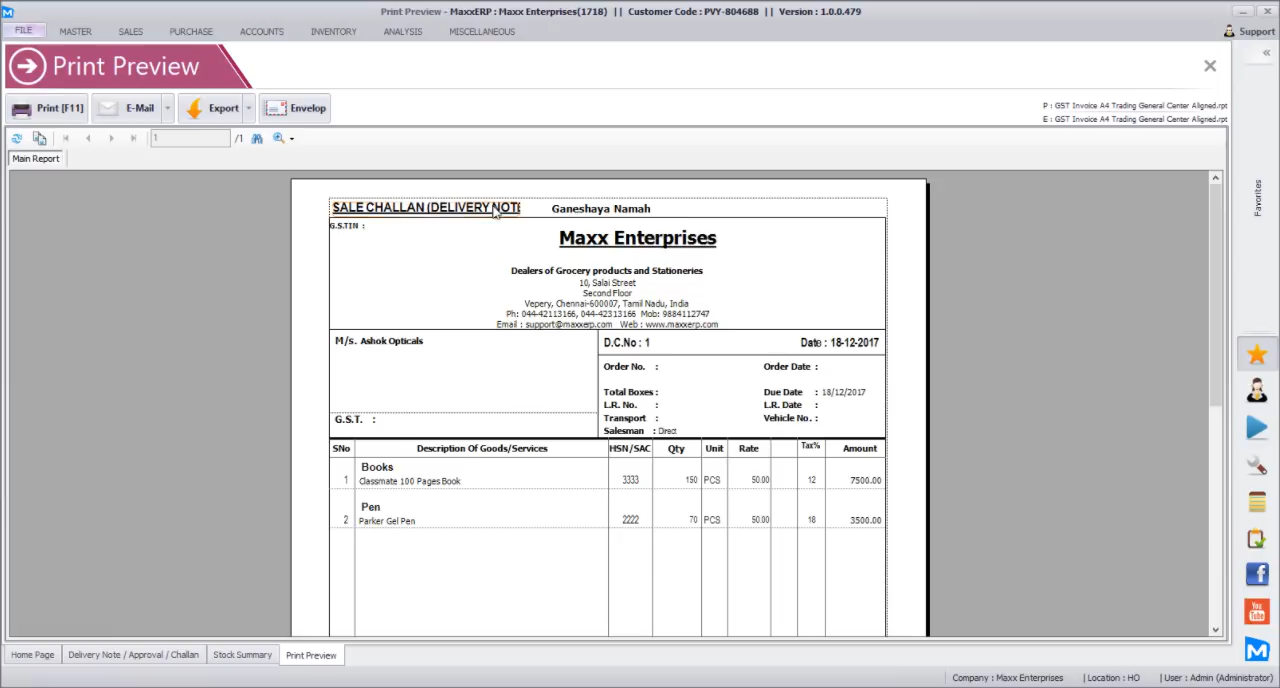 Print Preview - MaxxERP : Maxx Enterprises(1718) || Customer Code : PVY-804688 || Version : 1.0.0.479
FILE MASTER SALES PURCHASE ACCOUNTS INVENTORY ANALYSIS MISCELLANEOUS
Support
Print Preview
Print [F11] E-Mail Export Envelop
P : GST Invoice A4 Trading General Center Aligned.rpt
E : GST Invoice A4 Trading General Center Aligned.rpt
1 /1
Main Report
Favorites
SALE CHALLAN (DELIVERY NOTE Ganeshaya Namah
G.S.TIN :
Maxx Enterprises
Dealers of Grocery products and Stationeries
10, Salai Street
Second Floor
Vepery, Chennai-600007, Tamil Nadu, India
Ph: 044-42113166, 044-42313166 Mob: 9884112747
Email : support@maxxerp.com Web : www.maxxerp.com
M/s. Ashok Opticals
D.C.No : 1 Date : 18-12-2017
Order No. : Order Date :
Total Boxes : Due Date : 18/12/2017
L.R. No. : L.R. Date :
G.S.T. :
Transport : Vehicle No. :
Salesman : Direct
SNo Description Of Goods/Services HSN/SAC Qty Unit Rate Tax% Amount
Books
1 Classmate 100 Pages Book 3333 150 PCS 50.00 12 7500.00
Pen
2 Parker Gel Pen 2222 70 PCS 50.00 18 3500.00
You
Tube
Home Page Delivery Note / Approval / Challan Stock Summary Print Preview
Company : Maxx Enterprises | Location : HO | User : Admin (Administrator)